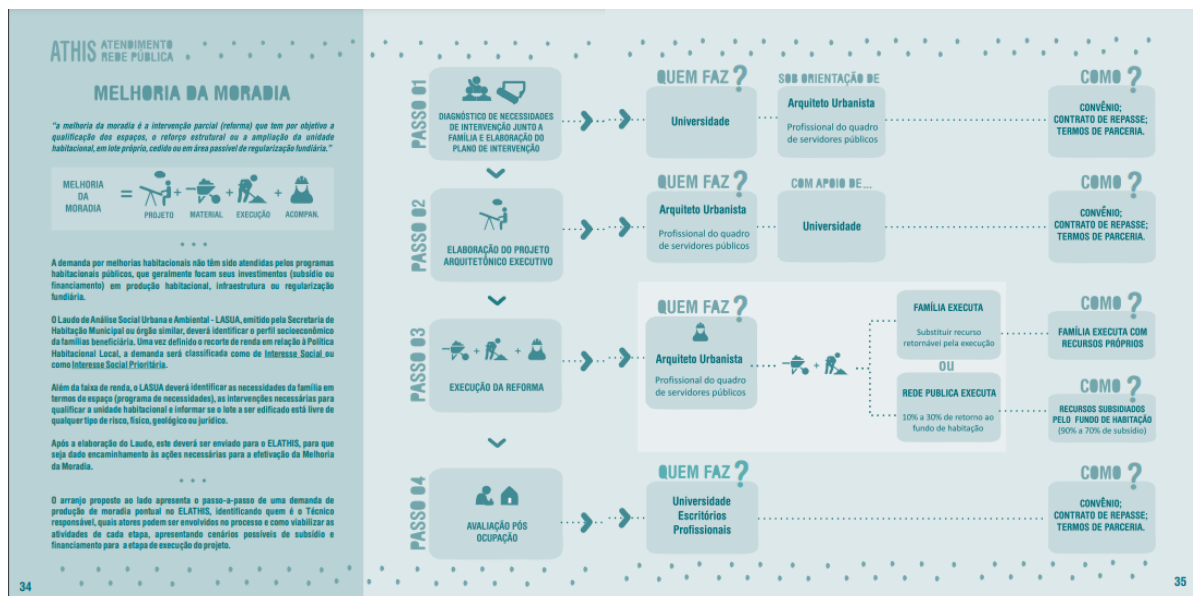 ATHIS ATENDIMENTO
REDE PÚBLICA
MELHORIA DA MORADIA
"a melhoria da moradia é a intervenção parcial (reforma) que tem por objetivo a
qualificação dos espaços, o reforço estrutural ou a ampliação da unidade
habitacional, em lote próprio, cedido ou em área passível de regularização fundiária."
MELHORIA
DA
MORADIA
=
PROJETO
+
MATERIAL
+
EXECUÇÃO
+
ACOMPAN.
A demanda por melhorias habitacionais não têm sido atendidas pelos programas
habitacionais públicos, que geralmente focam seus investimentos (subsídio ou
financiamento) em produção habitacional, infraestrutura ou regularização
fundiária.
O Laudo de Análise Social Urbana e Ambiental - LASUA, emitido pela Secretaria de
Habitação Municipal ou órgão similar, deverá identificar o perfil socioeconômico
da famílias beneficiária. Uma vez definido o recorte de renda em relação à Política
Habitacional Local, a demanda será classificada como de Interesse Social ou
como Interesse Social Prioritária.
Além da faixa de renda, o LASUA deverá identificar as necessidades da família em
termos de espaço (programa de necessidades), as intervenções necessárias para
qualificar a unidade habitacional e informar se o lote a ser edificado está livre de
qualquer tipo de risco, físico, geológico ou jurídico.
Após a elaboração do Laudo, este deverá ser enviado para o ELATHIS, para que
seja dado encaminhamento às ações necessárias para a efetivação da Melhoria
da Moradia.
O arranjo proposto ao lado apresenta o passo-a-passo de uma demanda de
produção de moradia pontual no ELATHIS, identificando quem é o Técnico
responsável, quais atores podem ser envolvidos no processo e como viabilizar as
atividades de cada etapa, apresentando cenários possíveis de subsídio e
financiamento para a etapa de execução do projeto.
34
PASSO 01
DIAGNÓSTICO DE NECESSIDADES
DE INTERVENÇÃO JUNTO A
FAMÍLIA E ELABORAÇÃO DO
PLANO DE INTERVENÇÃO
QUEM FAZ?
Universidade
SOB ORIENTAÇÃO DE
Arquiteto Urbanista
Profissional do quadro
de servidores públicos
COMO?
CONVÊNIO;
CONTRATO DE REPASSE;
TERMOS DE PARCERIA.
PASSO 02
ELABORAÇÃO DO PROJETO
ARQUITETÔNICO EXECUTIVO
QUEM FAZ?
Arquiteto Urbanista
Profissional do quadro
de servidores públicos
COM APOIO DE...
Universidade
COMO?
CONVÊNIO;
CONTRATO DE REPASSE;
TERMOS DE PARCERIA.
PASSO 03
+ +
EXECUÇÃO DA REFORMA
QUEM FAZ?
Arquiteto Urbanista
Profissional do quadro
de servidores públicos
+
FAMÍLIA EXECUTA
Substituir recurso
retornável pela execução
OU
REDE PUBLICA EXECUTA
10% a 30% de retorno ao
fundo de habitação
COMO?
FAMÍLIA EXECUTA COM
RECURSOS PRÓPRIOS
COMO?
RECURSOS SUBSIDIADOS
PELO FUNDO DE HABITAÇÃO
(90% a 70% de subsídio)
PASSO 04
AVALIAÇÃO PÓS
OCUPAÇÃO
QUEM FAZ?
Universidade
Escritórios
Profissionais
COMO?
CONVÊNIO;
CONTRATO DE REPASSE;
TERMOS DE PARCERIA.
35